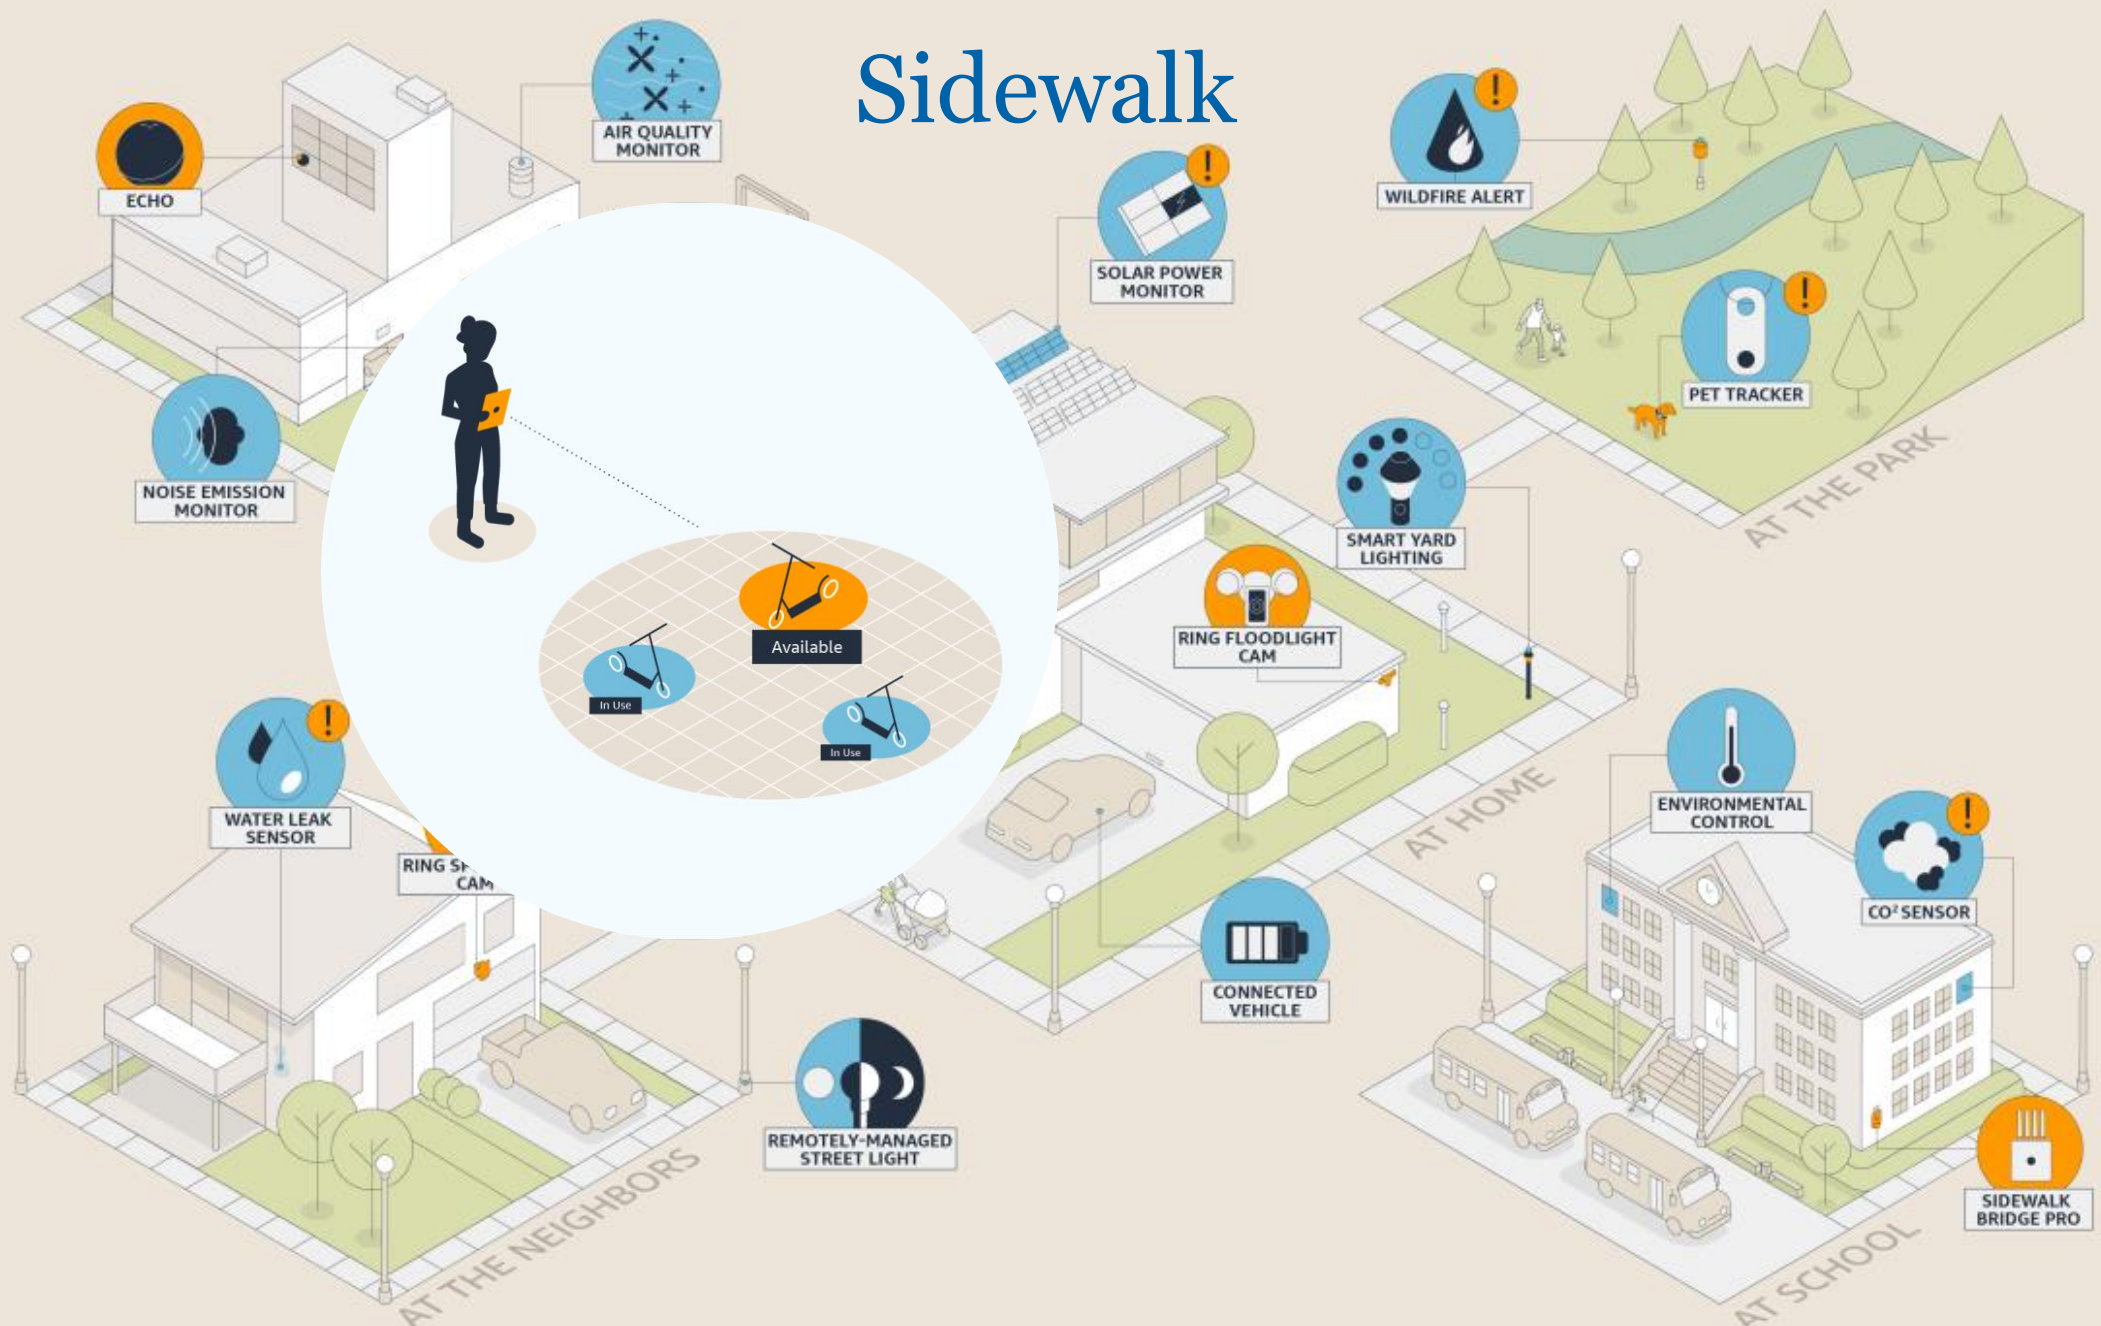 Sidewalk
AIR QUALITY
MONITOR
ECHO
SOLAR POWER
MONITOR
WILDFIRE ALERT
PET TRACKER
AT THE PARK
NOISE EMISSION
MONITOR
SMART YARD
LIGHTING
RING FLOODLIGHT
CAM
Available
In Use
In Use
AT HOME
WATER LEAK
SENSOR
RING
CAM
ENVIRONMENTAL
CONTROL
CO² SENSOR
CONNECTED
VEHICLE
REMOTELY-MANAGED
STREET LIGHT
AT THE NEIGHBORS
SIDEWALK
BRIDGE PRO
AT SCHOOL